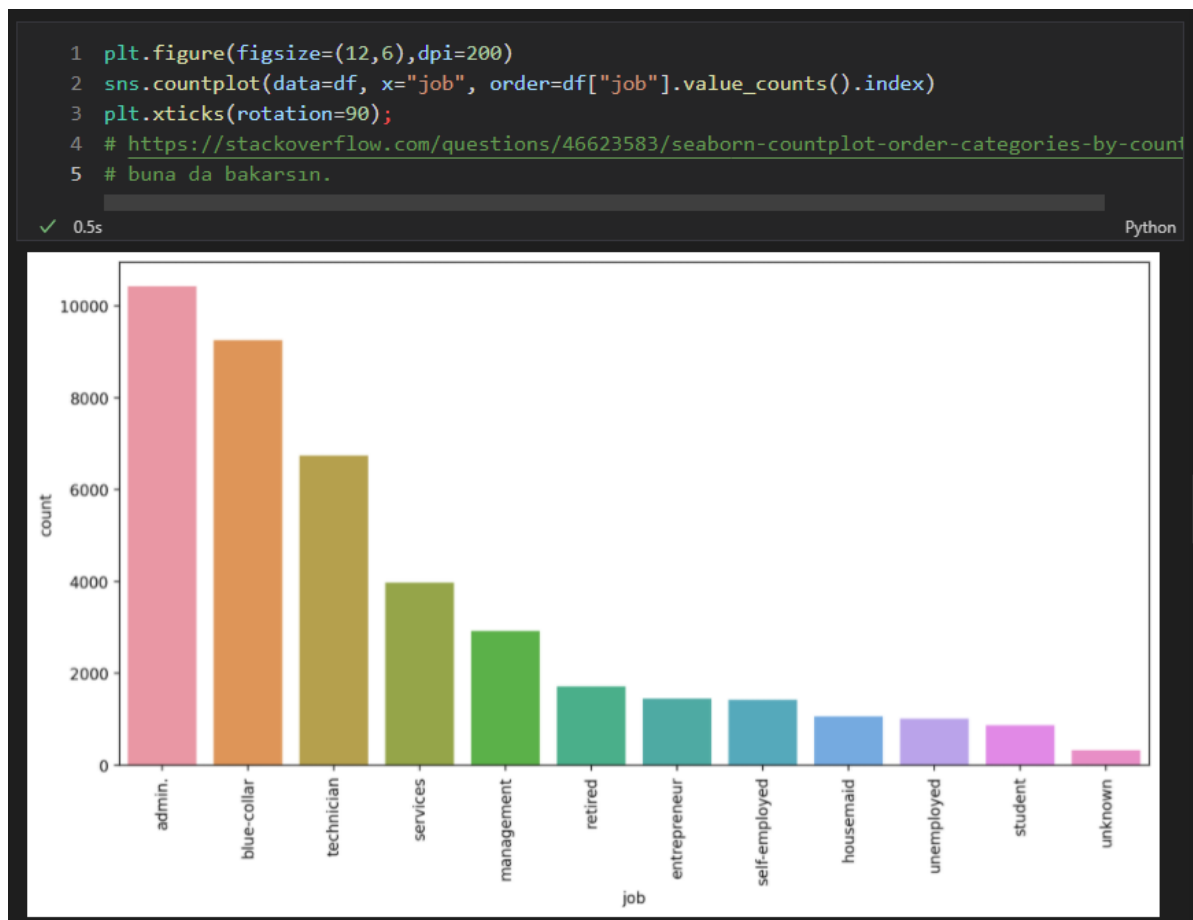 1 plt.figure(figsize=(12,6),dpi=200)
2 sns.countplot(data=df, x="job", order=df["job"].value_counts().index)
3 plt.xticks(rotation=90);
4 # https://stackoverflow.com/questions/46623583/seaborn-countplot-order-categories-by-count
5 # buna da bakarsın.
✓ 0.5s
Python
10000
8000
6000
4000
2000
0
count
admin.
blue-collar
technician
services
management
retired
entrepreneur
self-employed
housemaid
unemployed
student
unknown
job